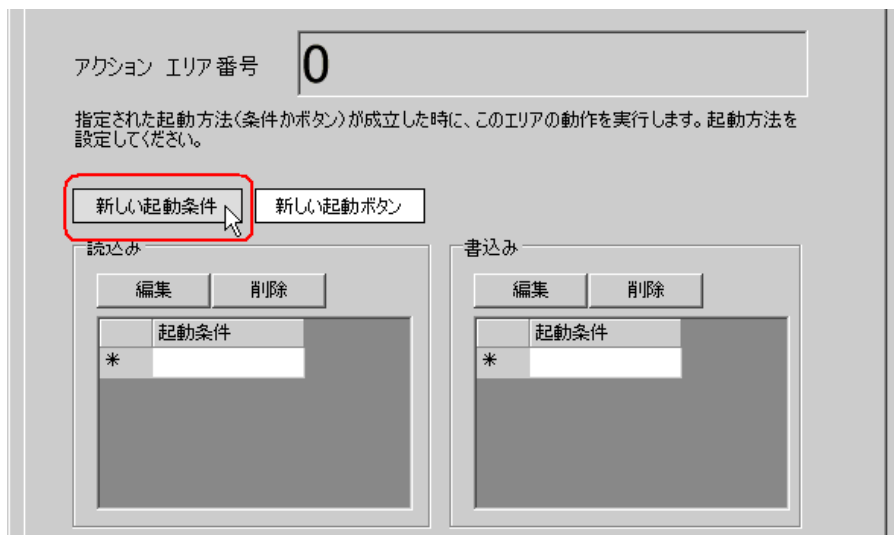 アクション エリア番号 0
指定された起動方法(条件かボタン)が成立した時に、このエリアの動作を実行します。起動方法を
設定してください。
新しい起動条件 新しい起動ボタン
読込み 書込み
編集 削除 編集 削除
起動条件 起動条件
* *